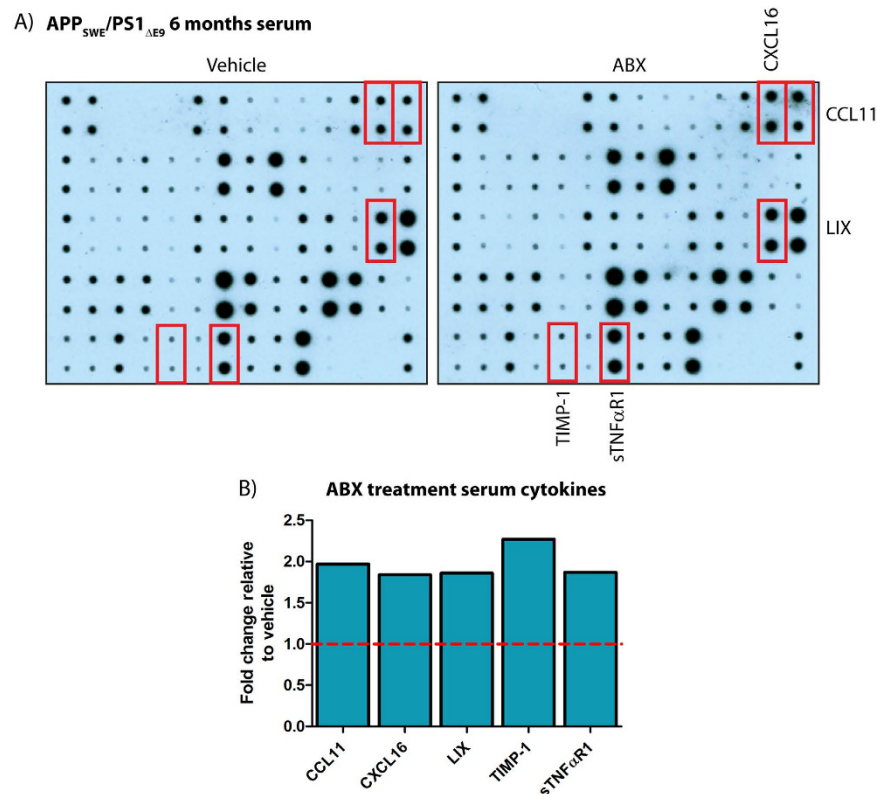 A) APPSWE/PS1ΔE9 6 months serum
Vehicle
ABX
CXCL16
CCL11
LIX
TIMP-1
sTNFαR1
B) ABX treatment serum cytokines
Fold change relative
to vehicle
2.5
2.0
1.5
1.0
0.5
0.0
CCL11
CXCL16
LIX
TIMP-1
sTNFαR1